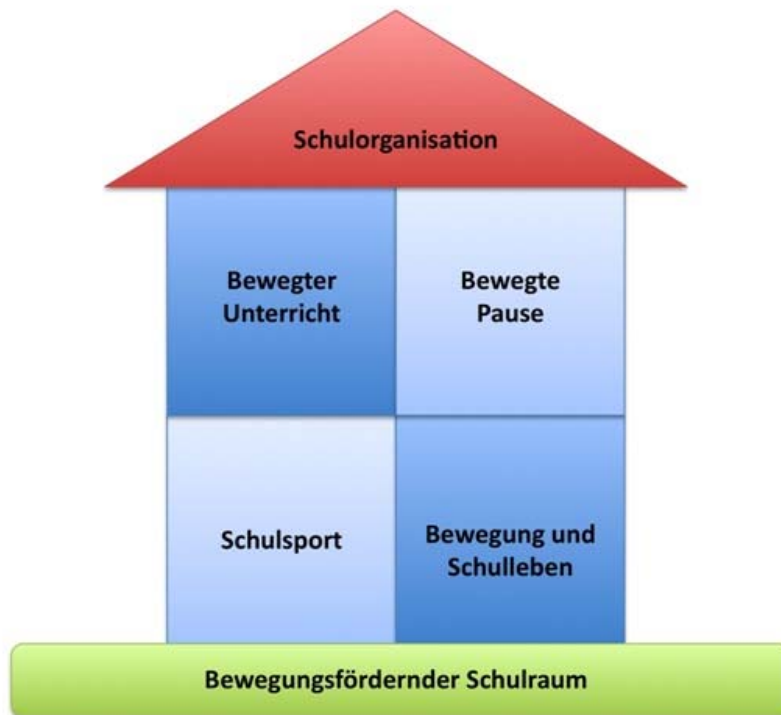 Schulorganisation
Bewegter
Unterricht
Bewegte
Pause
Schulsport
Bewegung und
Schulleben
Bewegungsfördernder Schulraum